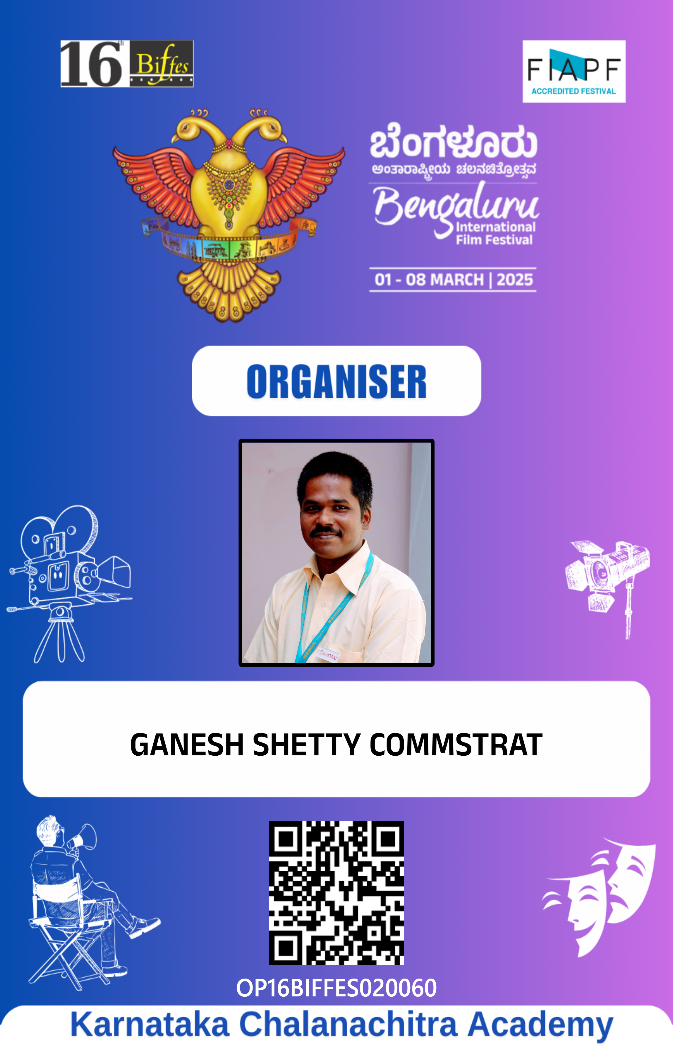 16th Biffes
FIAPF
ACCREDITED FESTIVAL
ಬೆಂಗಳೂರು
ಅಂತಾರಾಷ್ಟ್ರೀಯ ಚಲನಚಿತ್ರೋತ್ಸವ
Bengaluru
International
Film Festival
01 - 08 MARCH | 2025
ORGANISER
GANESH SHETTY COMMSTRAT
OP16BIFFES020060
Karnataka Chalanachitra Academy